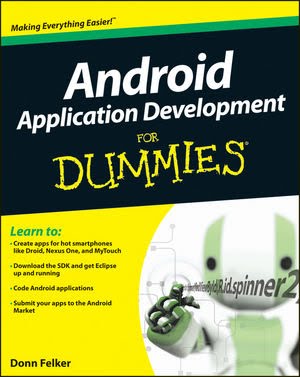 Making Everything Easier!™
Android
Application Development
FOR
DUMMIES®
Learn to:
• Create apps for hot smartphones
like Droid, Nexus One, and MyTouch
• Download the SDK and get Eclipse
up and running
• Code Android applications
• Submit your apps to the Android
Market
R.id.spinner2
Donn Felker